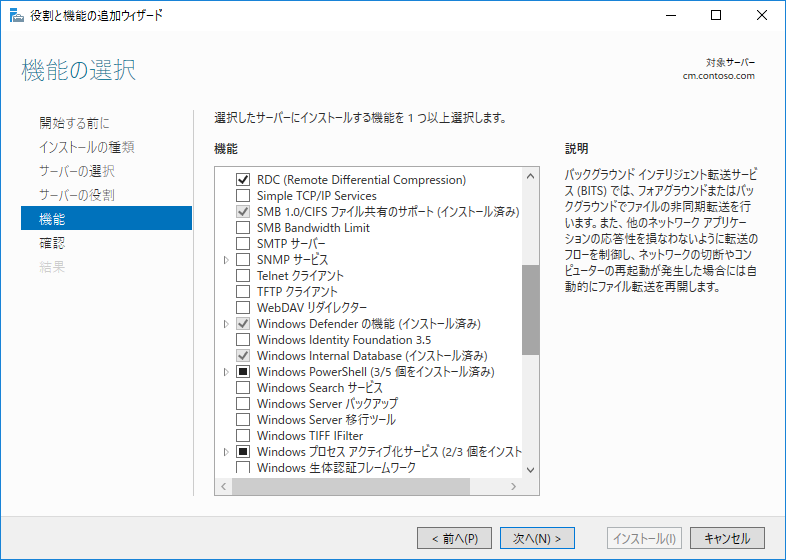 役割と機能の追加ウィザード
機能の選択
対象サーバー
cm.contoso.com
開始する前に
インストールの種類
サーバーの選択
サーバーの役割
機能
確認
結果
選択したサーバーにインストールする機能を 1 つ以上選択します。
機能
RDC (Remote Differential Compression)
Simple TCP/IP Services
SMB 1.0/CIFS ファイル共有のサポート (インストール済み)
SMB Bandwidth Limit
SMTP サーバー
SNMP サービス
Telnet クライアント
TFTP クライアント
WebDAV リダイレクター
Windows Defender の機能 (インストール済み)
Windows Identity Foundation 3.5
Windows Internal Database (インストール済み)
Windows PowerShell (3/5 個をインストール済み)
Windows Search サービス
Windows Server バックアップ
Windows Server 移行ツール
Windows TIFF IFilter
Windows プロセス アクティブ化サービス (2/3 個をインスト
Windows 生体認証フレームワーク
説明
バックグラウンド インテリジェント転送サービ
ス (BITS) では、フォアグラウンドまたはバッ
クグラウンドでファイルの非同期転送を行
います。また、他のネットワーク アプリケー
ションの応答性を損なわないように転送の
フローを制御し、ネットワークの切断やコン
ピューターの再起動が発生した場合には自
動的にファイル転送を再開します。
< 前へ(P)
次へ(N) >
インストール(I)
キャンセル